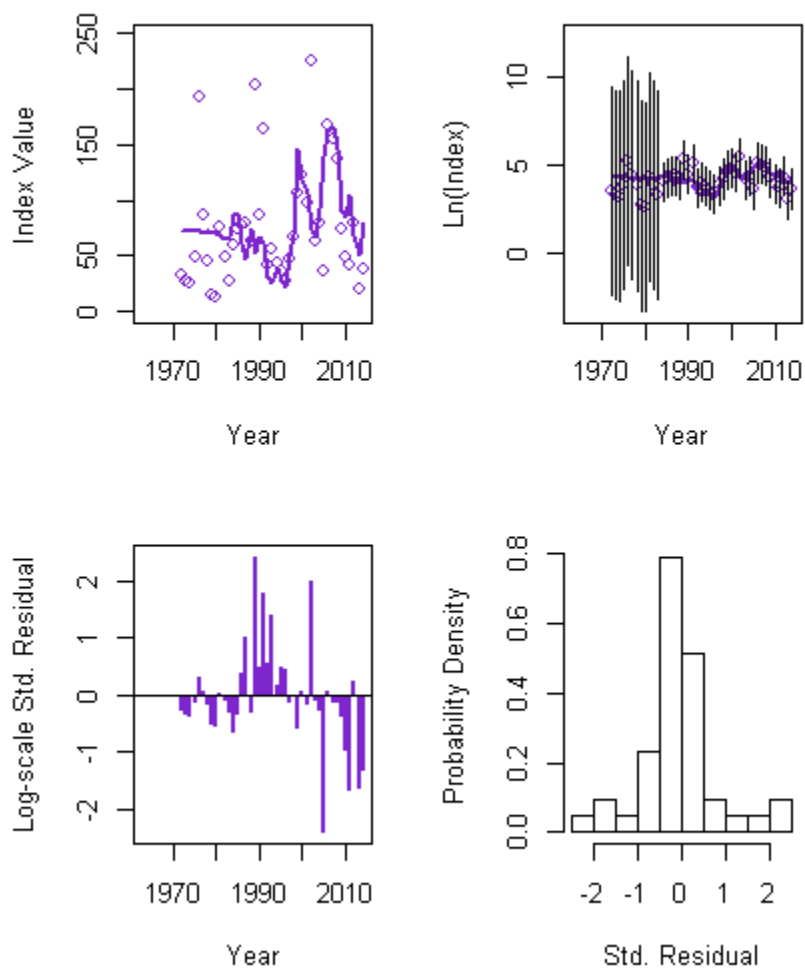 Index Value
250
150
50
0
1970 1990 2010
Year
Ln(Index)
10
5
0
1970 1990 2010
Year
Log-scale Std. Residual
2
1
0
-1
-2
1970 1990 2010
Year
Probability Density
0.8
0.6
0.4
0.2
0.0
-2 -1 0 1 2
Std. Residual